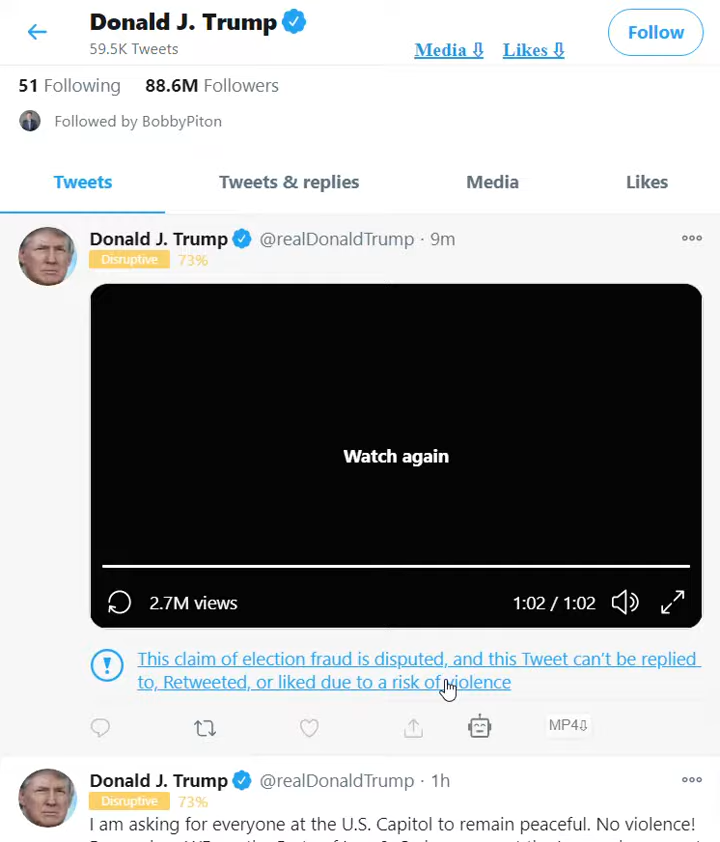 Donald J. Trump
59.5K Tweets
Media ⇩ Likes ⇩
Follow
51 Following 88.6M Followers
Followed by BobbyPiton
Tweets Tweets & replies Media Likes
Donald J. Trump @realDonaldTrump · 9m
Disruptive 73%
Watch again
2.7M views 1:02 / 1:02
This claim of election fraud is disputed, and this Tweet can't be replied
to, Retweeted, or liked due to a risk of violence
MP4⇩
Donald J. Trump @realDonaldTrump · 1h
Disruptive 73%
I am asking for everyone at the U.S. Capitol to remain peaceful. No violence!